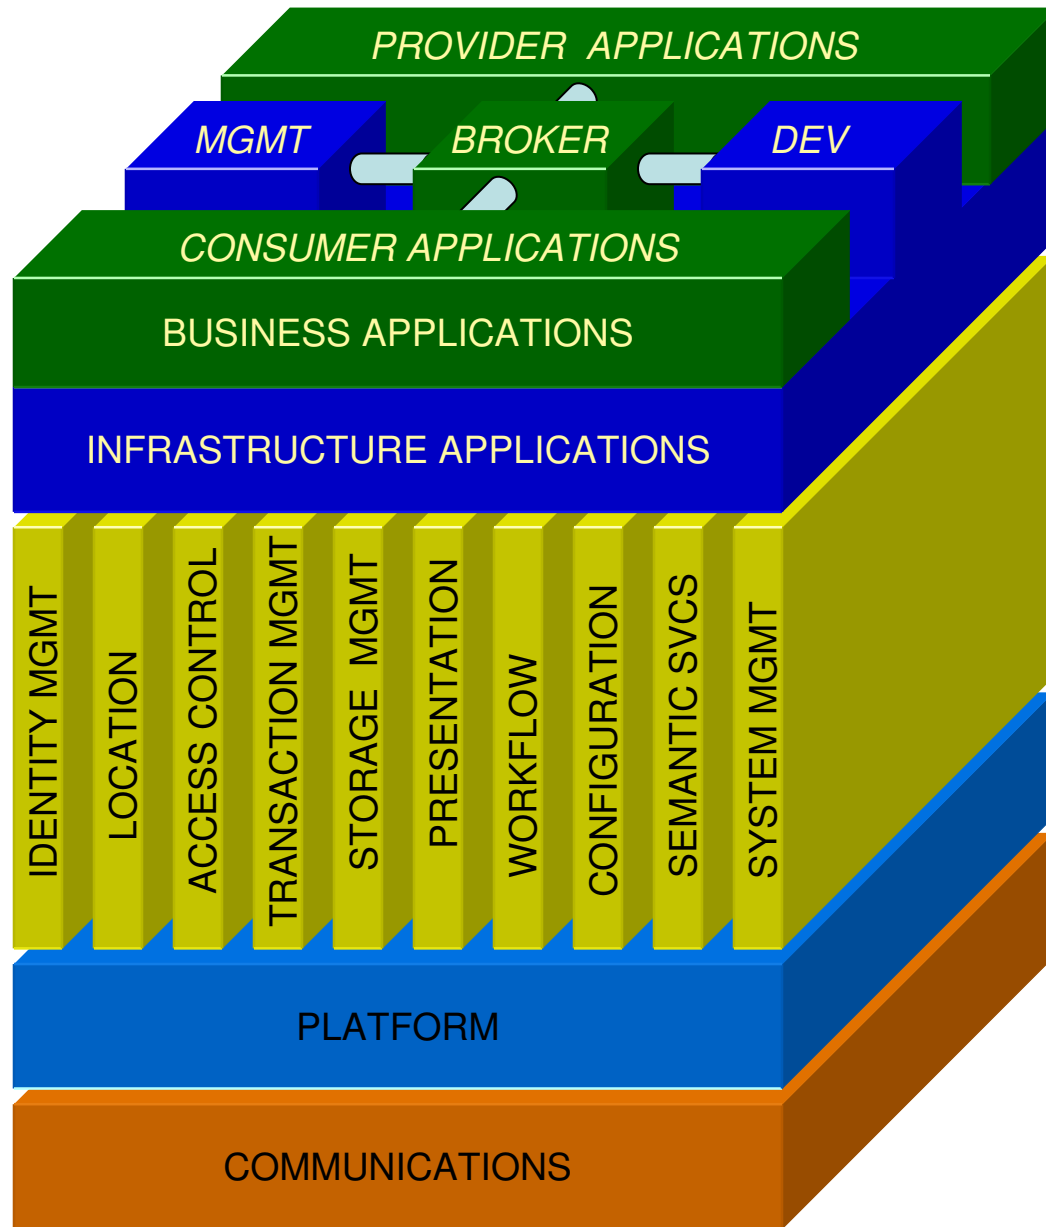 PROVIDER APPLICATIONS
MGMT
BROKER
DEV
CONSUMER APPLICATIONS
BUSINESS APPLICATIONS
INFRASTRUCTURE APPLICATIONS
IDENTITY MGMT
LOCATION
ACCESS CONTROL
TRANSACTION MGMT
STORAGE MGMT
PRESENTATION
WORKFLOW
CONFIGURATION
SEMANTIC SVCS
SYSTEM MGMT
PLATFORM
COMMUNICATIONS